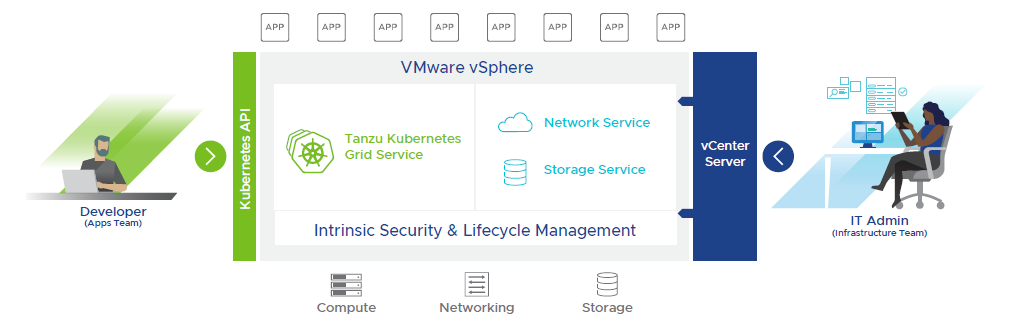 APP APP APP APP APP APP APP APP
VMware vSphere
Kubernetes API
Tanzu Kubernetes
Grid Service
Network Service
Storage Service
vCenter
Server
Intrinsic Security & Lifecycle Management
Developer
(Apps Team)
IT Admin
(Infrastructure Team)
Compute
Networking
Storage